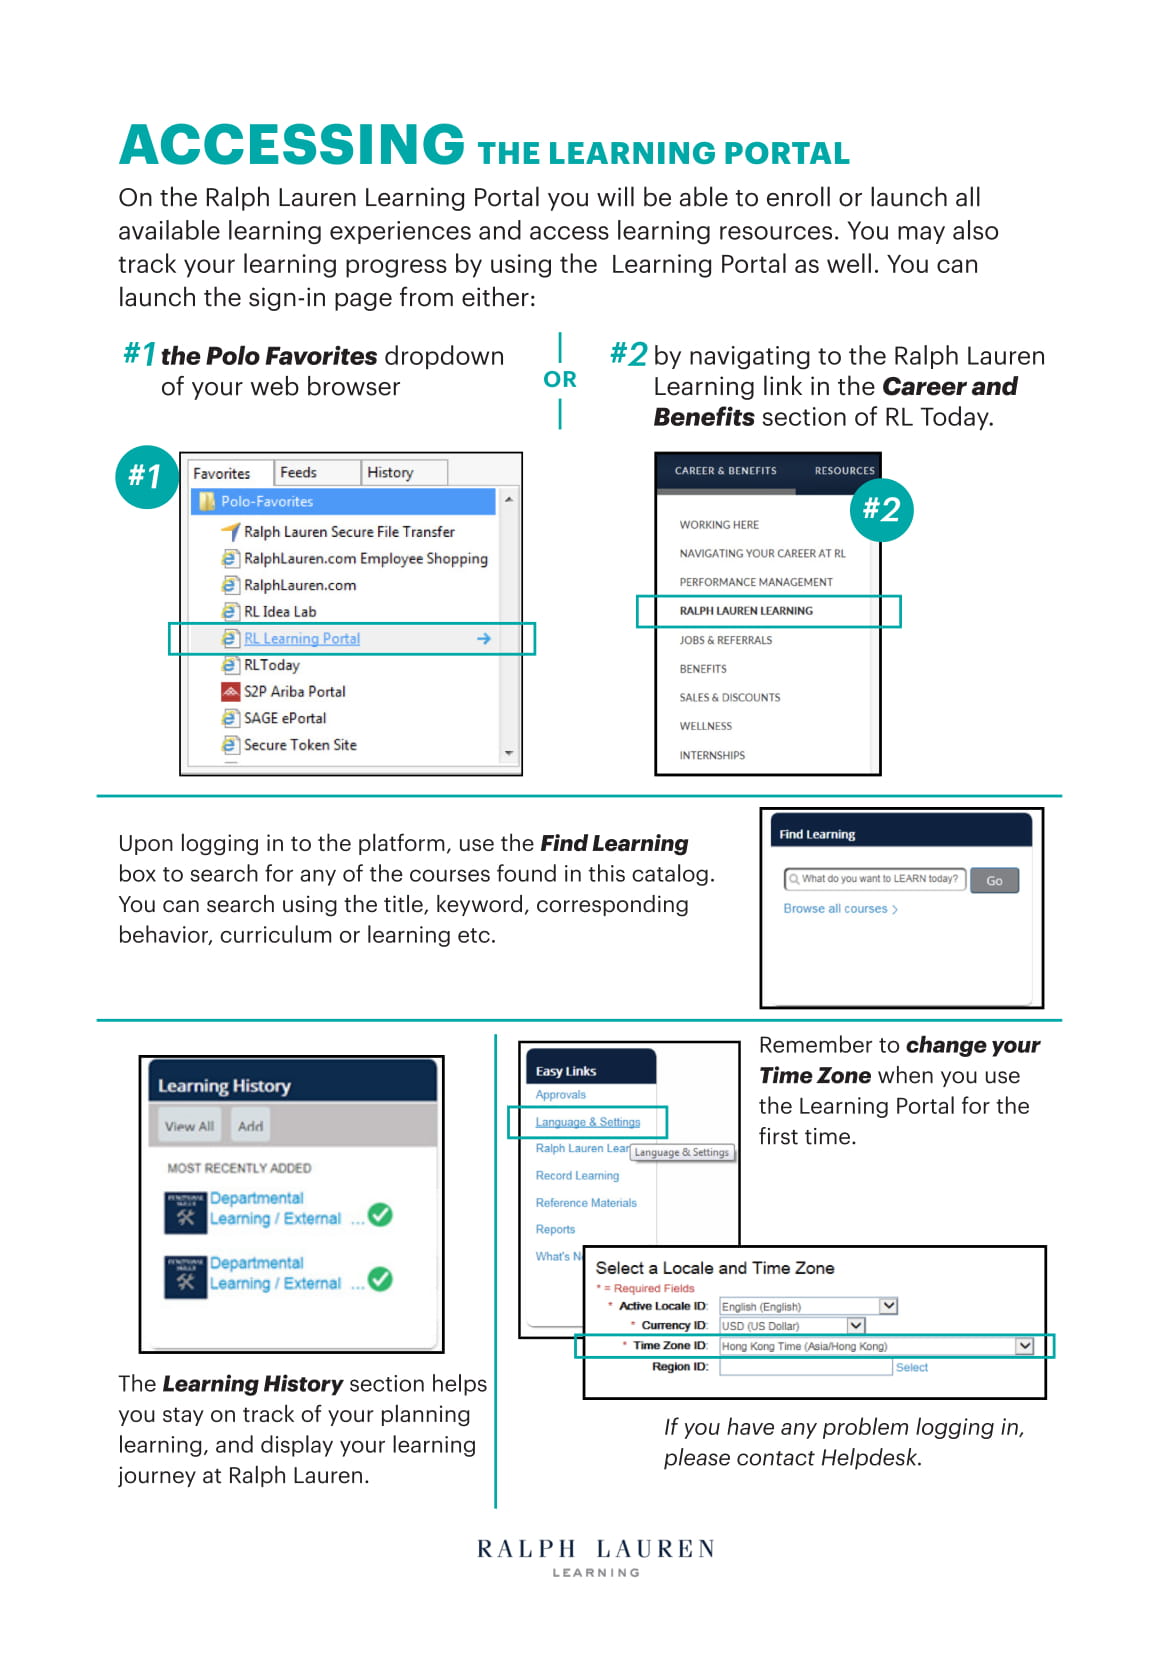 ACCESSING THE LEARNING PORTAL
On the Ralph Lauren Learning Portal you will be able to enroll or launch all
available learning experiences and access learning resources. You may also
track your learning progress by using the  Learning Portal as well. You can
launch the sign-in page from either:
#1 the Polo Favorites dropdown
of your web browser
OR
#2 by navigating to the Ralph Lauren
Learning link in the Career and
Benefits section of RL Today.
#1
Favorites Feeds History
Polo-Favorites
Ralph Lauren Secure File Transfer
RalphLauren.com Employee Shopping
RalphLauren.com
RL Idea Lab
RL Learning Portal
RLToday
S2P Ariba Portal
SAGE ePortal
Secure Token Site
CAREER & BENEFITS RESOURCES
#2
WORKING HERE
NAVIGATING YOUR CAREER AT RL
PERFORMANCE MANAGEMENT
RALPH LAUREN LEARNING
JOBS & REFERRALS
BENEFITS
SALES & DISCOUNTS
WELLNESS
INTERNSHIPS
Upon logging in to the platform, use the Find Learning
box to search for any of the courses found in this catalog.
You can search using the title, keyword, corresponding
behavior, curriculum or learning etc.
Find Learning
What do you want to LEARN today? Go
Browse all courses >
Learning History
View All Add
MOST RECENTLY ADDED
FUNCTIONAL
SKILLS
Departmental
Learning / External ...
FUNCTIONAL
SKILLS
Departmental
Learning / External ...
The Learning History section helps
you stay on track of your planning
learning, and display your learning
journey at Ralph Lauren.
Easy Links
Approvals
Language & Settings
Ralph Lauren Lear
Language & Settings
Record Learning
Reference Materials
Reports
What's N
Remember to change your
Time Zone when you use
the Learning Portal for the
first time.
Select a Locale and Time Zone
* = Required Fields
* Active Locale ID: English (English)
* Currency ID: USD (US Dollar)
* Time Zone ID: Hong Kong Time (Asia/Hong Kong)
Region ID: Select
If you have any problem logging in,
please contact Helpdesk.
RALPH LAUREN
LEARNING